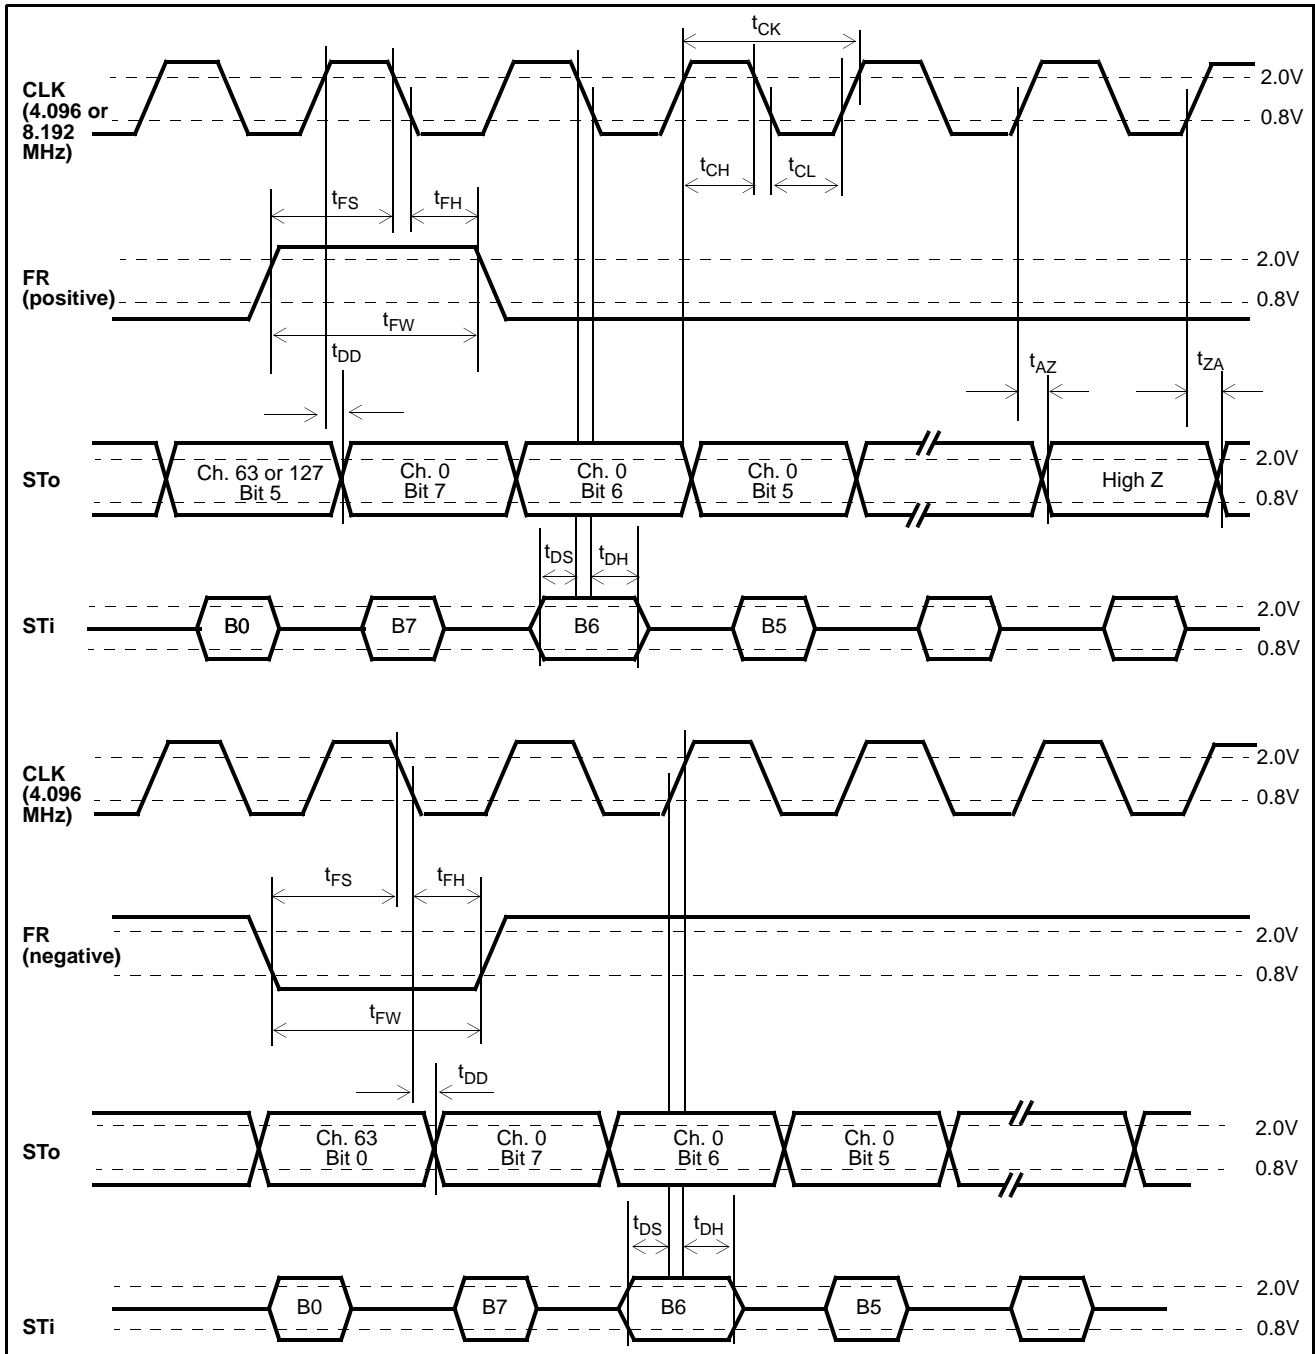 tCK
CLK
(4.096 or
8.192
MHz)
2.0V
0.8V
tCH
tCL
tFS
tFH
FR
(positive)
2.0V
0.8V
tFW
tDD
tAZ
tZA
STo
Ch. 63 or 127
Bit 5
Ch. 0
Bit 7
Ch. 0
Bit 6
Ch. 0
Bit 5
High Z
2.0V
0.8V
tDS
tDH
STi
B0
B7
B6
B5
2.0V
0.8V
CLK
(4.096
MHz)
2.0V
0.8V
tFS
tFH
FR
(negative)
2.0V
0.8V
tFW
tDD
STo
Ch. 63
Bit 0
Ch. 0
Bit 7
Ch. 0
Bit 6
Ch. 0
Bit 5
2.0V
0.8V
tDS
tDH
STi
B0
B7
B6
B5
2.0V
0.8V